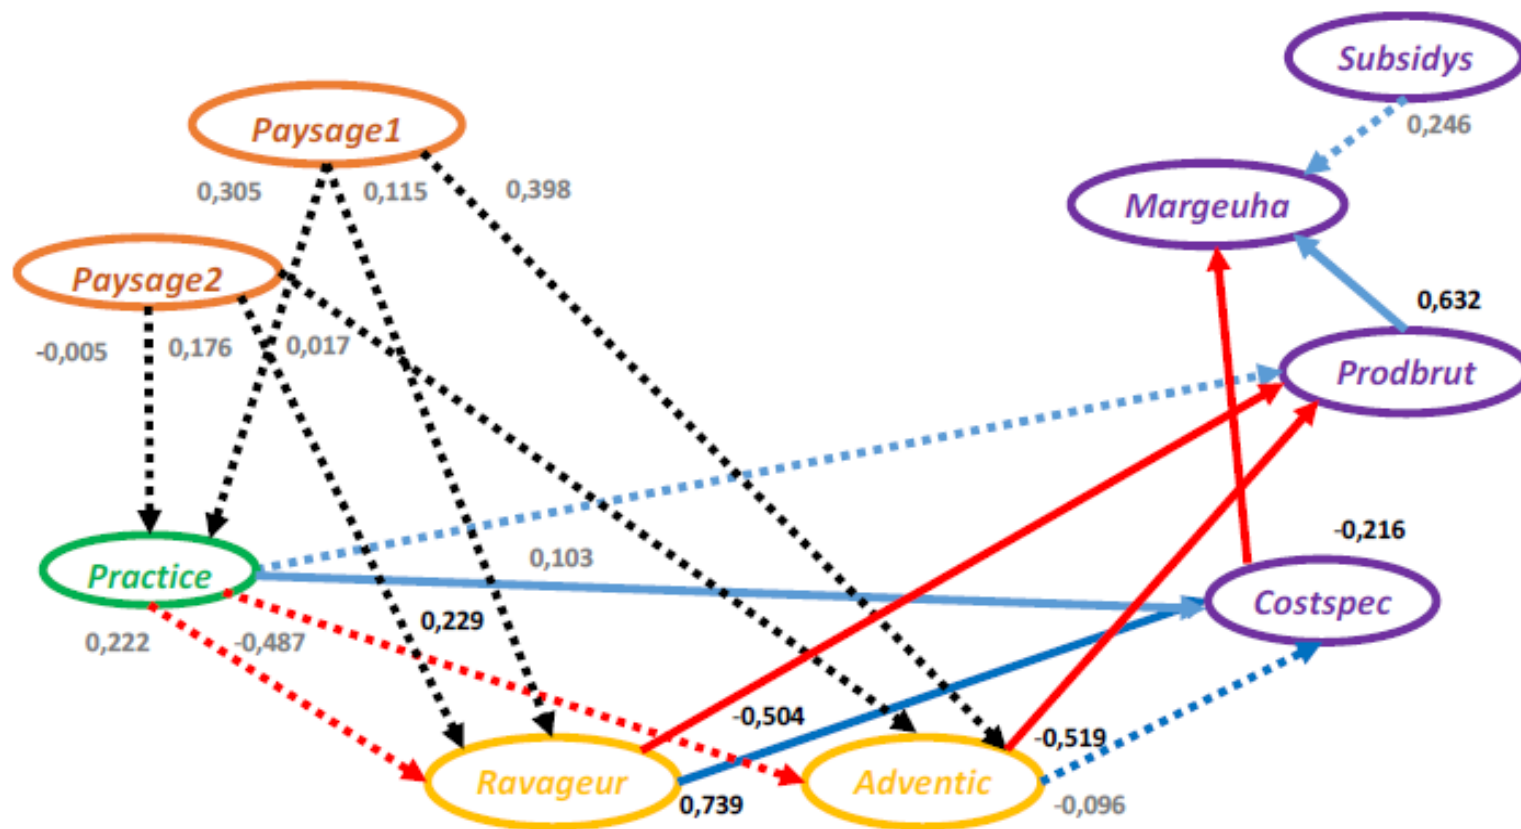 Subsidys
0,246
Paysage1
0,305 0,115 0,398
Margeuha
Paysage2
0,632
-0,005 0,176 0,017
Prodbrut
-0,216
0,103
Practice
Costspec
0,222 -0,487 0,229
-0,504 -0,519
Ravageur Adventic
0,739 -0,096